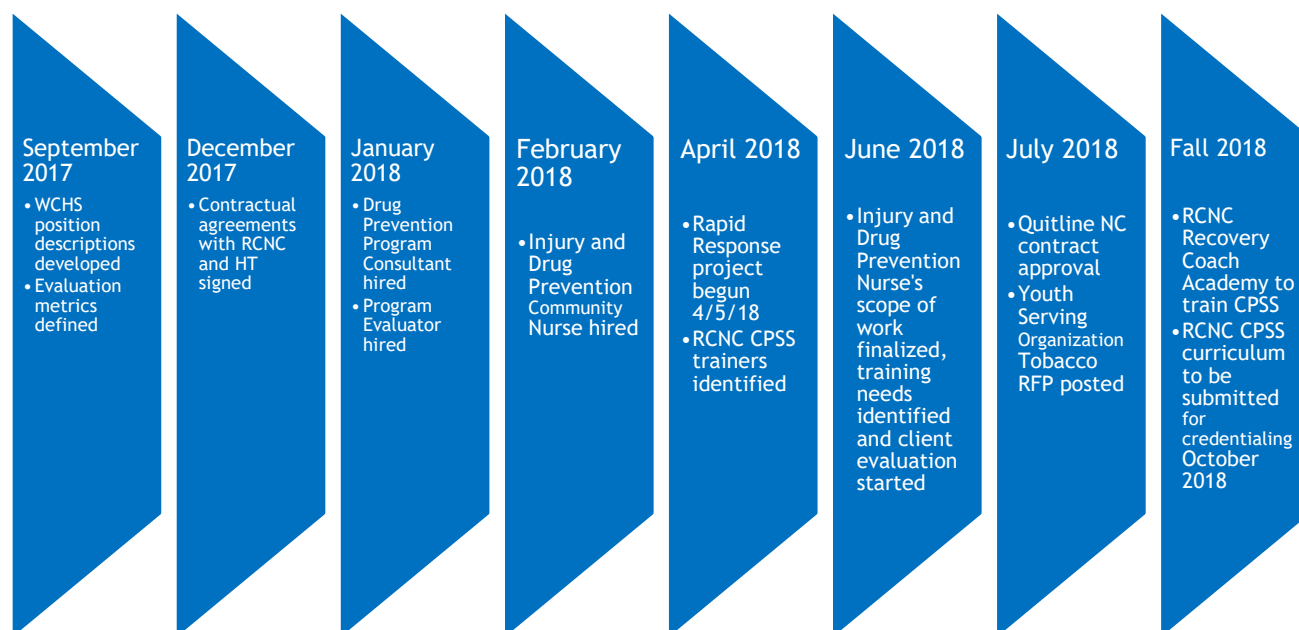 September
2017
• WCHS
position
descriptions
developed
• Evaluation
metrics
defined
December
2017
• Contractual
agreements
with RCNC
and HT
signed
January
2018
• Drug
Prevention
Program
Consultant
hired
• Program
Evaluator
hired
February
2018
• Injury and
Drug
Prevention
Community
Nurse hired
April 2018
• Rapid
Response
project
begun
4/5/18
• RCNC CPSS
trainers
identified
June 2018
• Injury and
Drug
Prevention
Nurse's
scope of
work
finalized,
training
needs
identified
and client
evaluation
started
July 2018
• Quitline NC
contract
approval
• Youth
Serving
Organization
Tobacco
RFP posted
Fall 2018
• RCNC
Recovery
Coach
Academy to
train CPSS
• RCNC CPSS
curriculum
to be
submitted
for
credentialing
October
2018